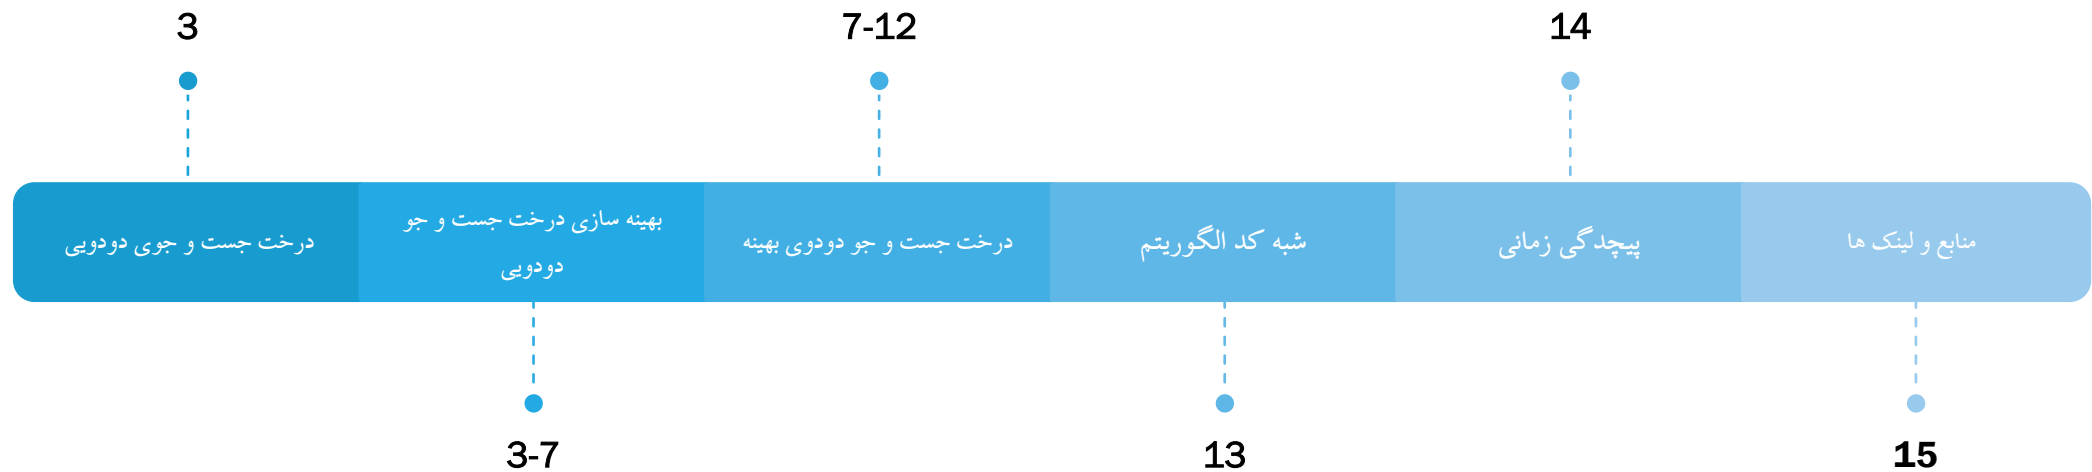 3
7-12
14
درخت جست و جوی دودویی
بهینه سازی درخت جست و جو
دودویی
درخت جست و جو دودوی بهینه
شبه کد الگوریتم
پیچدگی زمانی
منابع و لینک ها
3-7
13
15